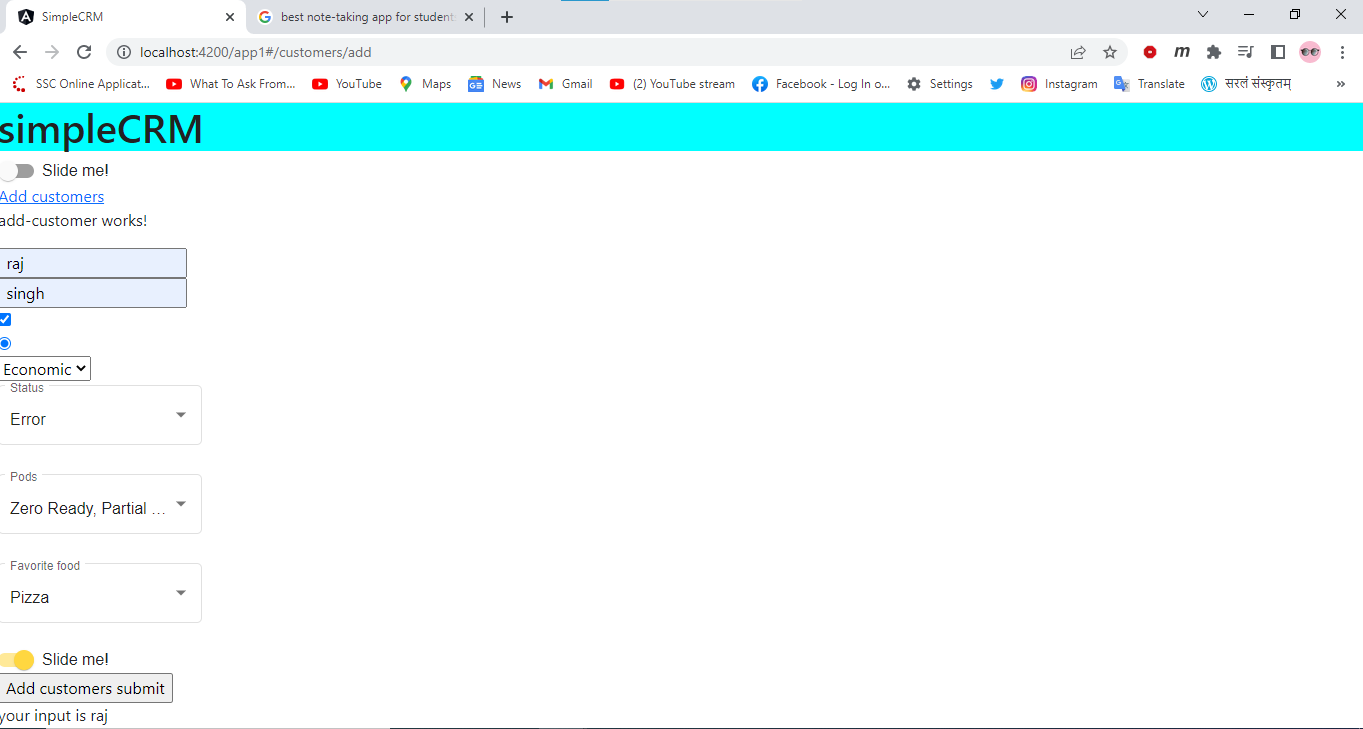 SimpleCRM
best note-taking app for students
localhost:4200/app1#/customers/add
SSC Online Applicat... What To Ask From... YouTube Maps News Gmail (2) YouTube stream Facebook - Log In o... Settings Instagram Translate सरलं संस्कृतम् »
simpleCRM
Slide me!
Add customers
add-customer works!
raj
singh
Economic
Status
Error
Pods
Zero Ready, Partial ...
Favorite food
Pizza
Slide me!
Add customers submit
your input is raj